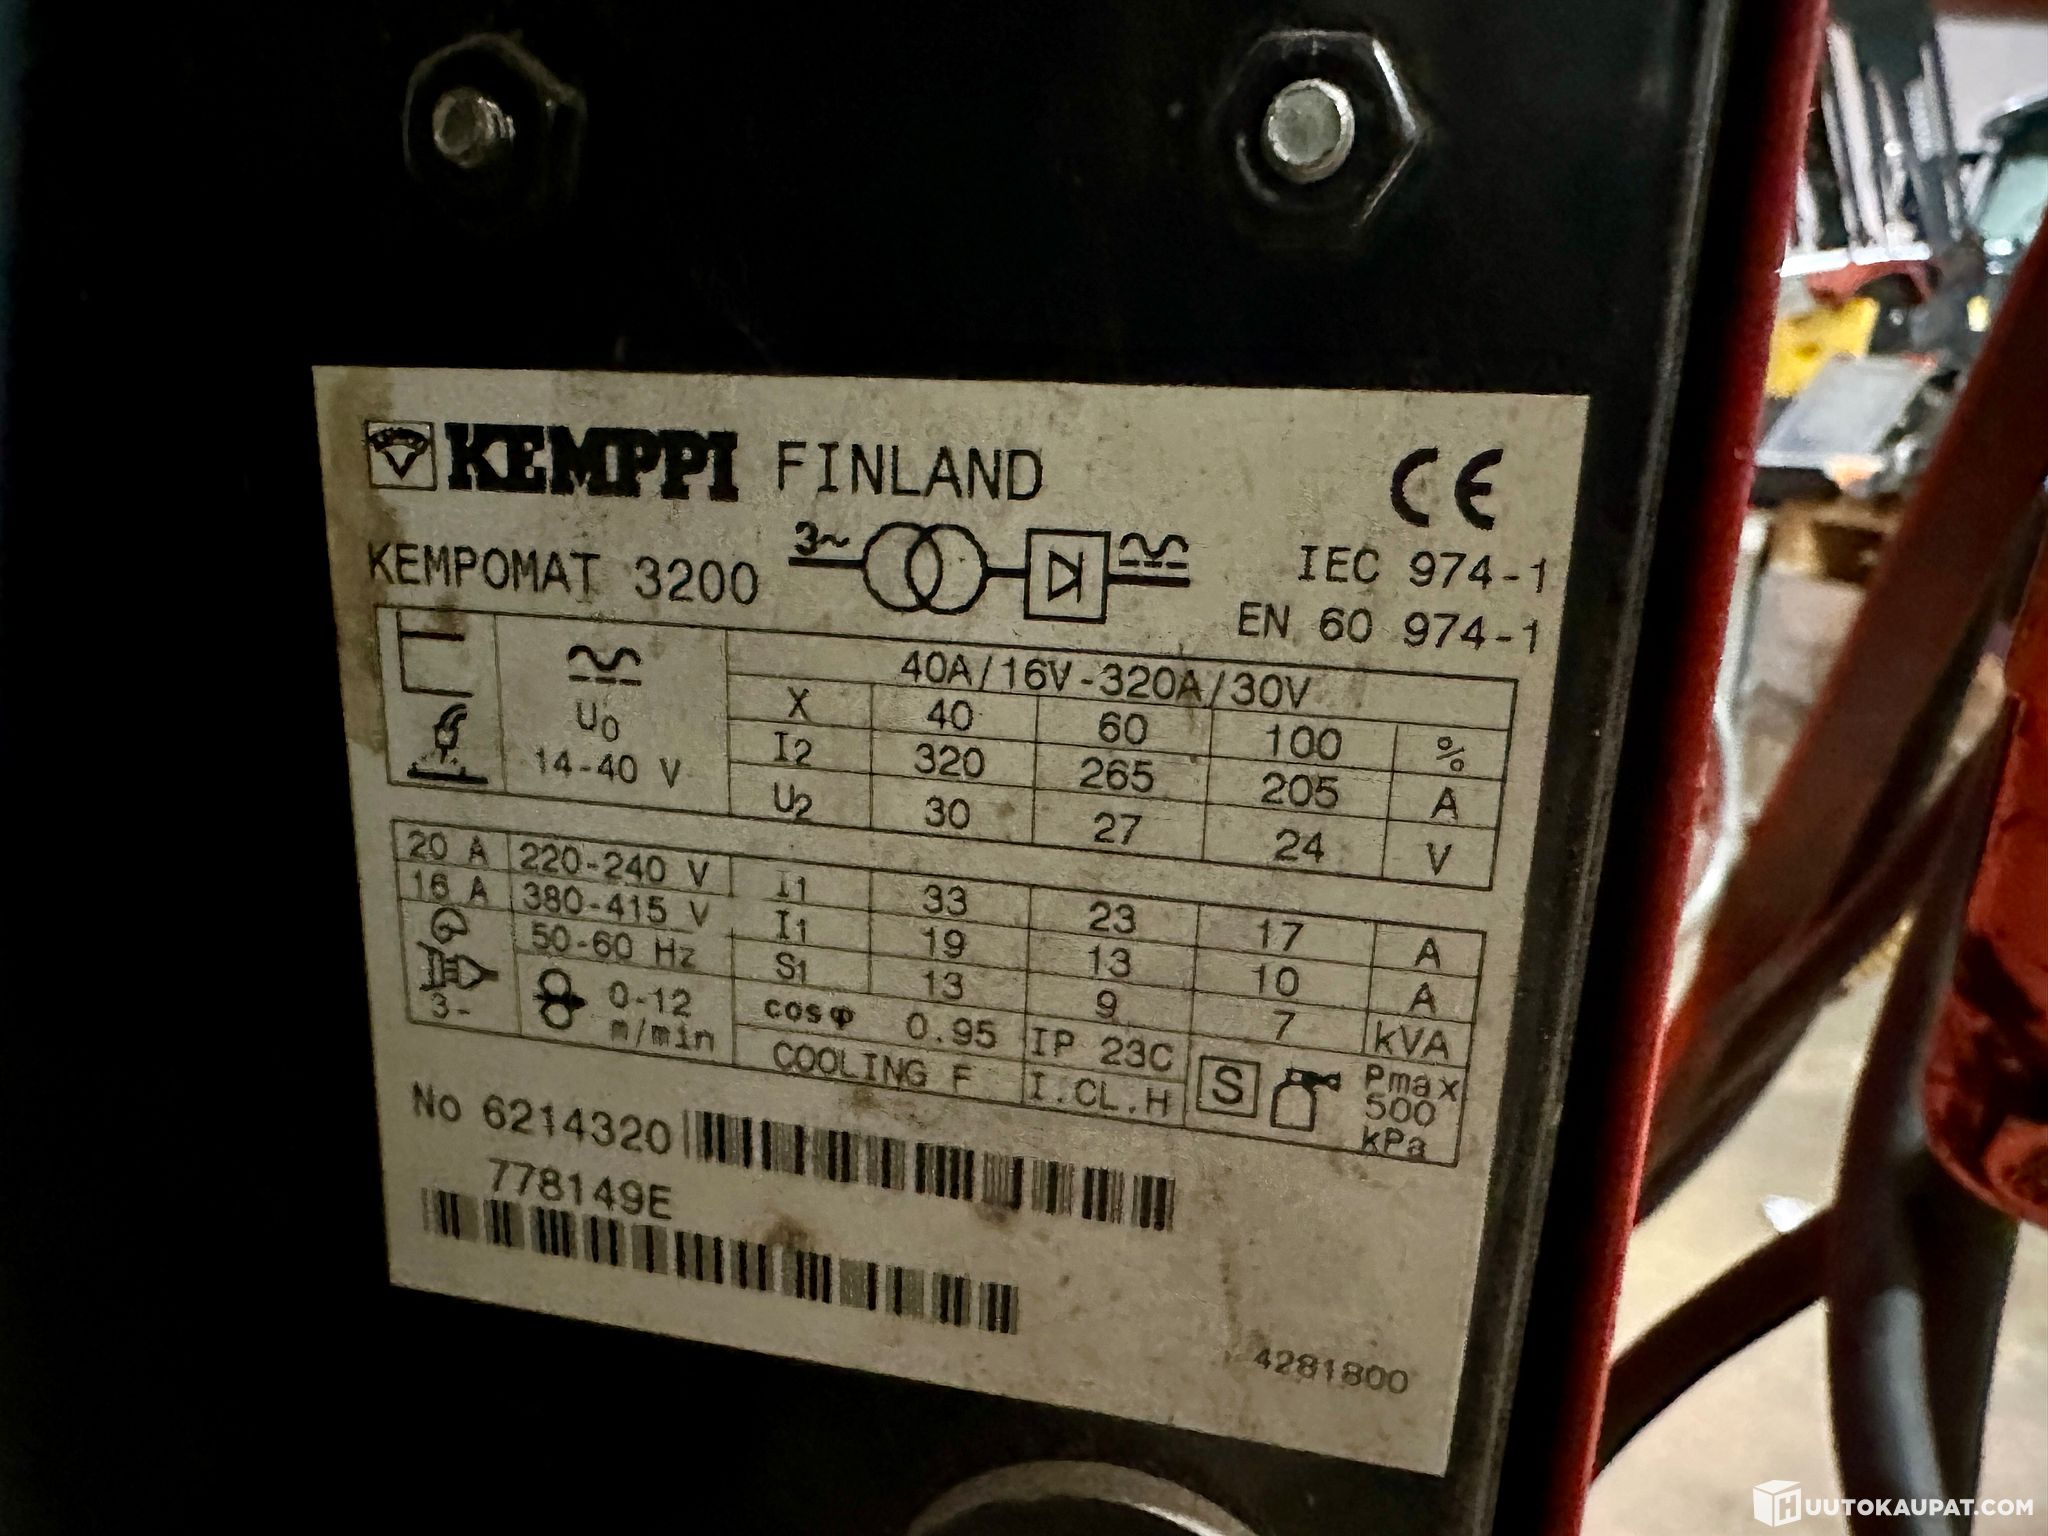 KEMPPI FINLAND CE
KEMPOMAT 3200 3~ IEC 974-1
EN 60 974-1
40A/16V-320A/30V
X 40 60 100 %
U0 I2 320 265 205 A
14-40 V U2 30 27 24 V
20 A 220-240 V I1 33 23 17 A
16 A 380-415 V I1 19 13 10 A
50-60 Hz S1 13 9 7 kVA
3~ 0-12 m/min cosφ 0.95 IP 23C
COOLING F I.CL.H S Pmax
500
kPa
No 6214320
778149E
4281800
HUUTOKAUPAT.COM